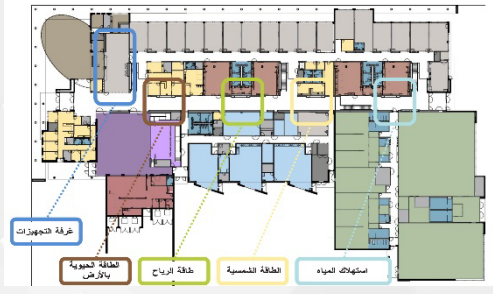 غرفة التجهيزات
الطاقة الحيوية
بالأرض
طاقة الرياح
الطاقة الشمسية
استهلاك المياه